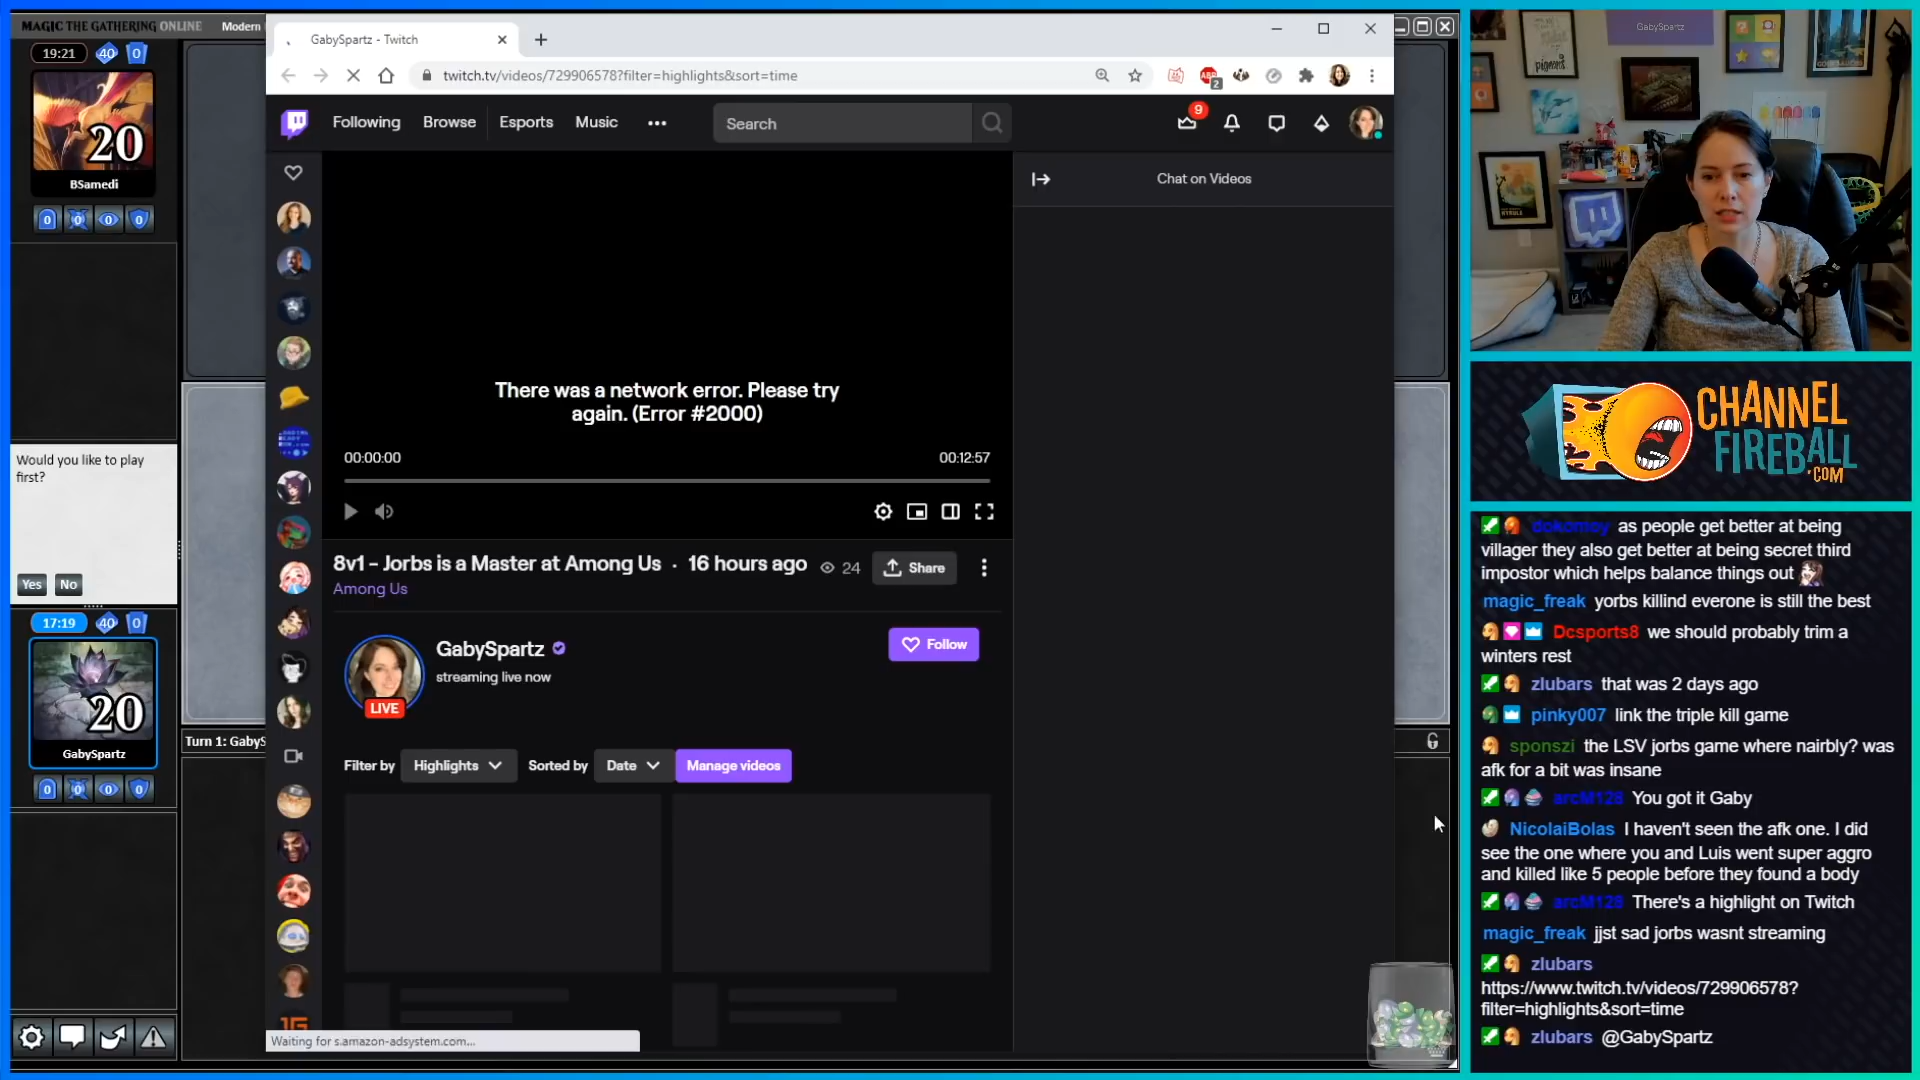 MAGIC THE GATHERING ONLINE
Modern
19:21
40
0
20
BSamedi
0
0
0
0
Would you like to play
first?
Yes
No
17:19
40
0
20
GabySpartz
0
0
0
0
Turn 1: GabyS
GabySpartz - Twitch
twitch.tv/videos/729906578?filter=highlights&sort=time
ABP
2
Following
Browse
Esports
Music
Search
9
Chat on Videos
There was a network error. Please try
again. (Error #2000)
00:00:00
00:12:57
8v1 - Jorbs is a Master at Among Us · 16 hours ago
24
Share
Among Us
GabySpartz
streaming live now
LIVE
Follow
Filter by
Highlights
Sorted by
Date
Manage videos
Waiting for s.amazon-adsystem.com...
GabySpartz
pigeons
HYRULE
CHANNEL
FIREBALL
.COM
dokomoy as people get better at being
villager they also get better at being secret third
impostor which helps balance things out
magic_freak yorbs killind everone is still the best
Dcsports8 we should probably trim a
winters rest
zlubars that was 2 days ago
pinky007 link the triple kill game
sponszi the LSV jorbs game where nairbly? was
afk for a bit was insane
arcM128 You got it Gaby
NicolaiBolas I haven't seen the afk one. I did
see the one where you and Luis went super aggro
and killed like 5 people before they found a body
arcM128 There's a highlight on Twitch
magic_freak jjst sad jorbs wasnt streaming
zlubars
https://www.twitch.tv/videos/729906578?
filter=highlights&sort=time
zlubars @GabySpartz